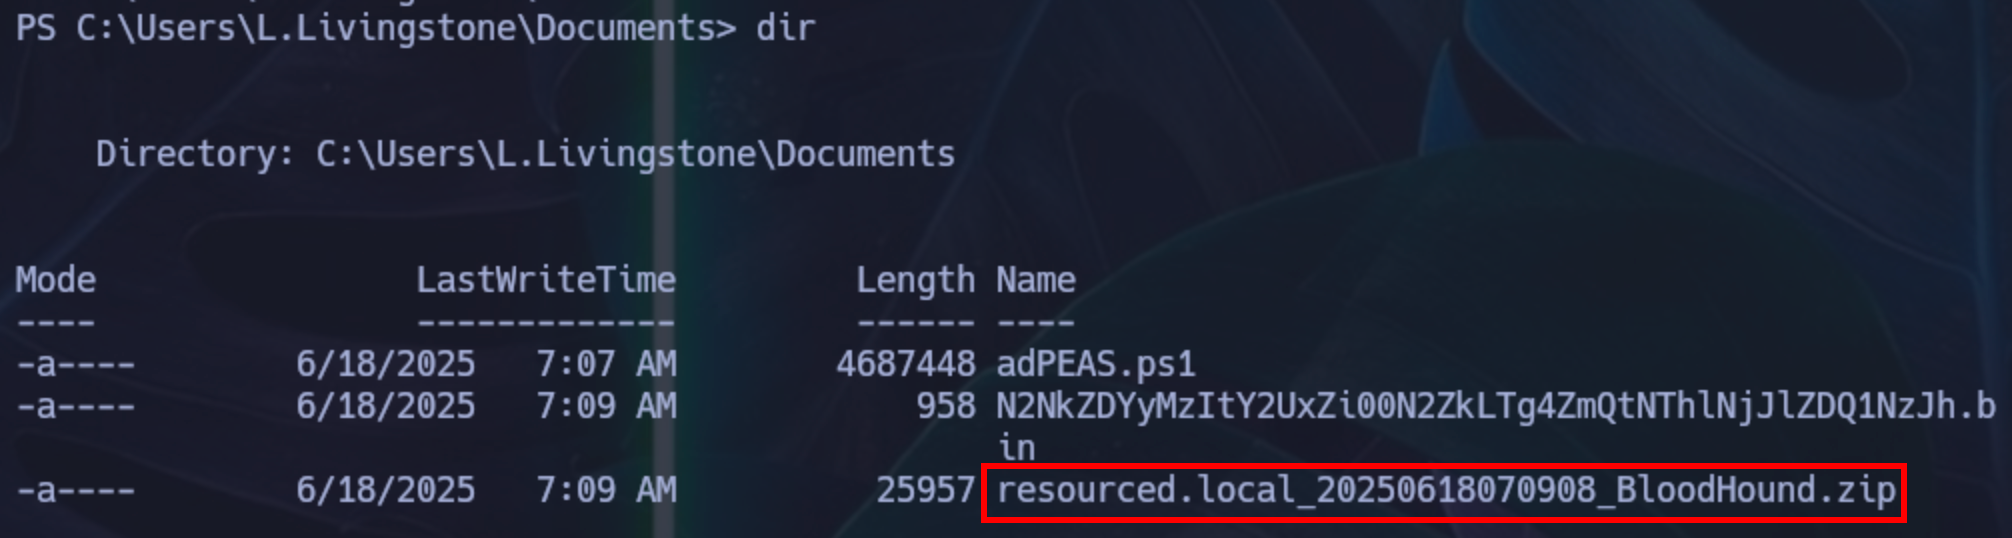 PS C:\Users\L.Livingstone\Documents> dir
Directory: C:\Users\L.Livingstone\Documents
Mode LastWriteTime Length Name
---- ------------- ------ ----
-a---- 6/18/2025 7:07 AM 4687448 adPEAS.ps1
-a---- 6/18/2025 7:09 AM 958 N2NkZDYyMzItY2UxZi00N2ZkLTg4ZmQtNThlNjJlZDQ1NzJh.b
in
-a---- 6/18/2025 7:09 AM 25957 resourced.local_20250618070908_BloodHound.zip